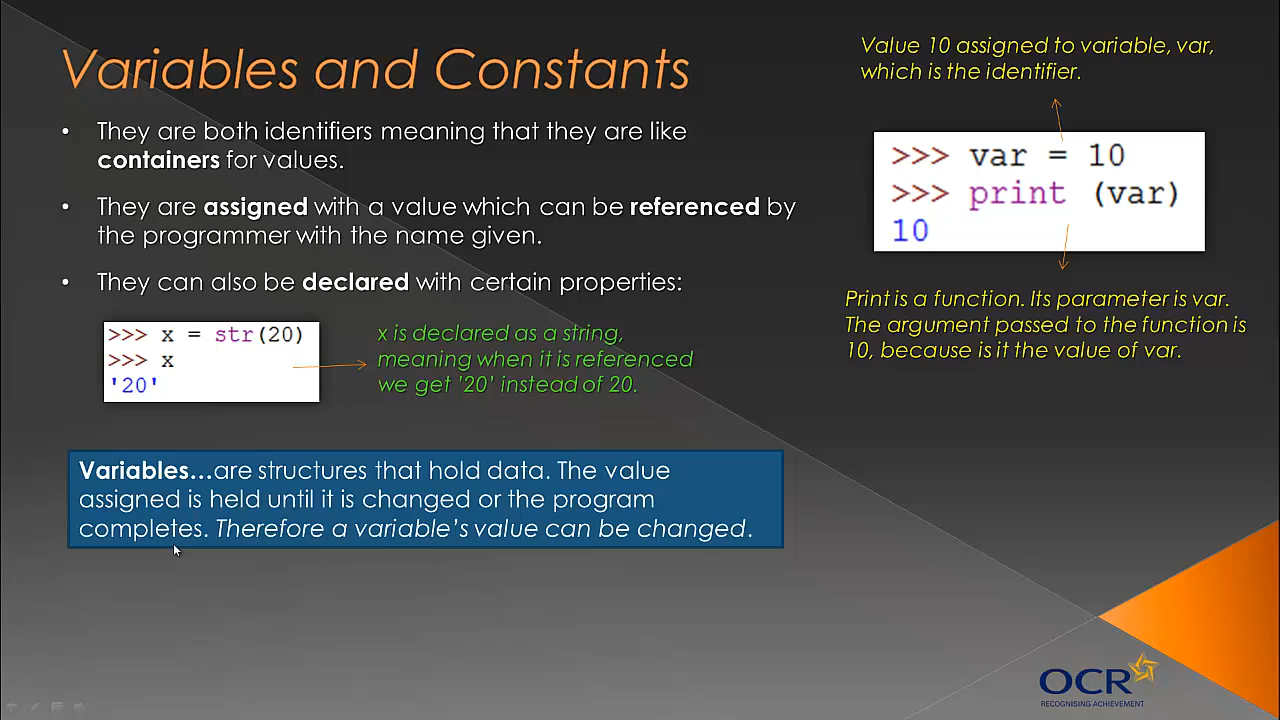 Variables and Constants
• They are both identifiers meaning that they are like
containers for values.
• They are assigned with a value which can be referenced by
the programmer with the name given.
• They can also be declared with certain properties:
>>> x = str(20)
>>> x
'20'
x is declared as a string,
meaning when it is referenced
we get '20' instead of 20.
Variables...are structures that hold data. The value
assigned is held until it is changed or the program
completes. Therefore a variable's value can be changed.
Value 10 assigned to variable, var,
which is the identifier.
>>> var = 10
>>> print (var)
10
Print is a function. Its parameter is var.
The argument passed to the function is
10, because is it the value of var.
OCR
RECOGNISING ACHIEVEMENT